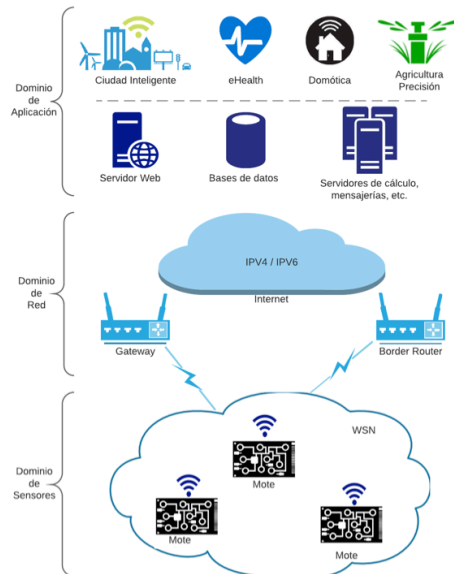 Ciudad Inteligente
eHealth
Domótica
Agricultura
Precisión
Dominio
de
Aplicación
Servidor Web
Bases de datos
Servidores de cálculo,
mensajerías, etc.
IPV4 / IPV6
Internet
Dominio
de
Red
Gateway
Border Router
WSN
Mote
Dominio
de
Sensores
Mote
Mote